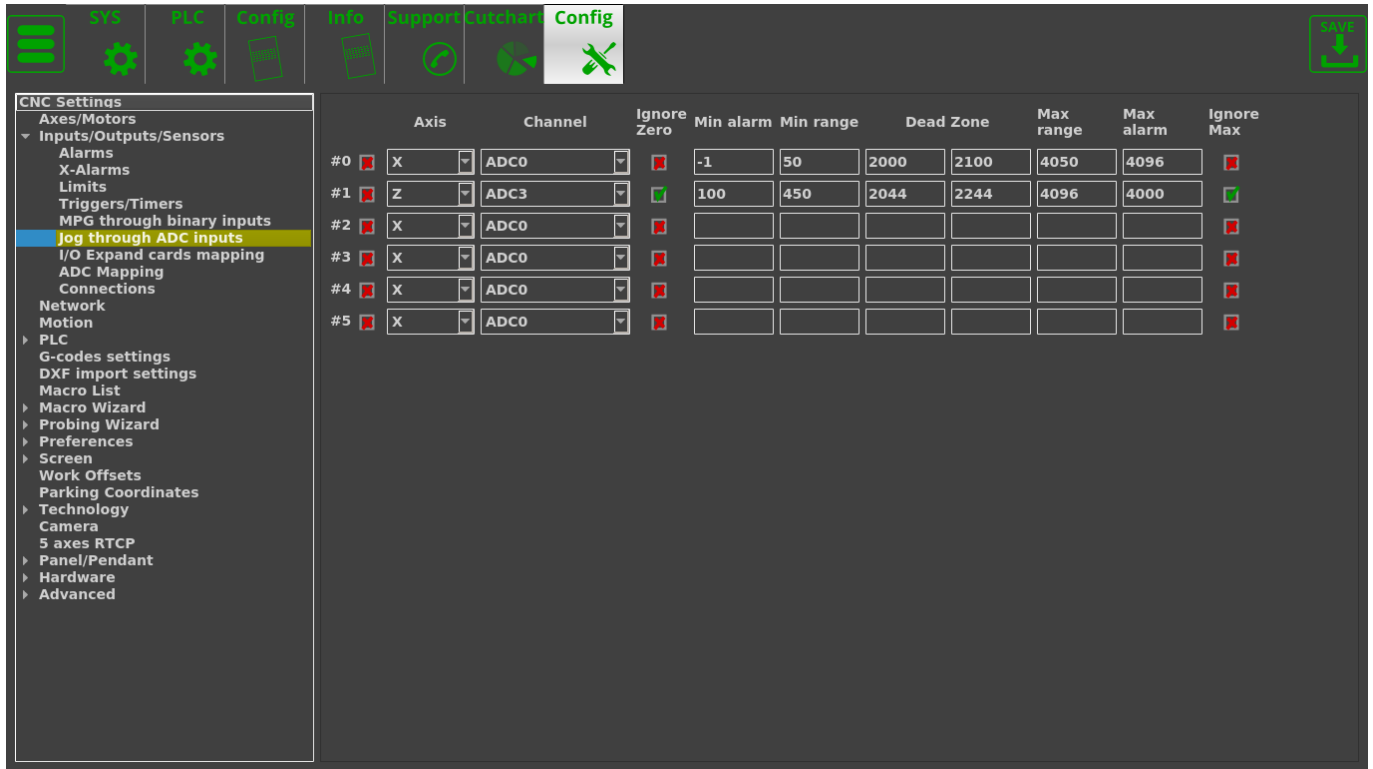 SYS PLC Config Info Support Cutchart Config SAVE
CNC Settings
Axes/Motors
Inputs/Outputs/Sensors
Alarms
X-Alarms
Limits
Triggers/Timers
MPG through binary inputs
Jog through ADC inputs
I/O Expand cards mapping
ADC Mapping
Connections
Network
Motion
PLC
G-codes settings
DXF import settings
Macro List
Macro Wizard
Probing Wizard
Preferences
Screen
Work Offsets
Parking Coordinates
Technology
Camera
5 axes RTCP
Panel/Pendant
Hardware
Advanced
Axis Channel Ignore Zero Min alarm Min range Dead Zone Max range Max alarm Ignore Max
#0 X ADC0 -1 50 2000 2100 4050 4096
#1 Z ADC3 100 450 2044 2244 4096 4000
#2 X ADC0
#3 X ADC0
#4 X ADC0
#5 X ADC0